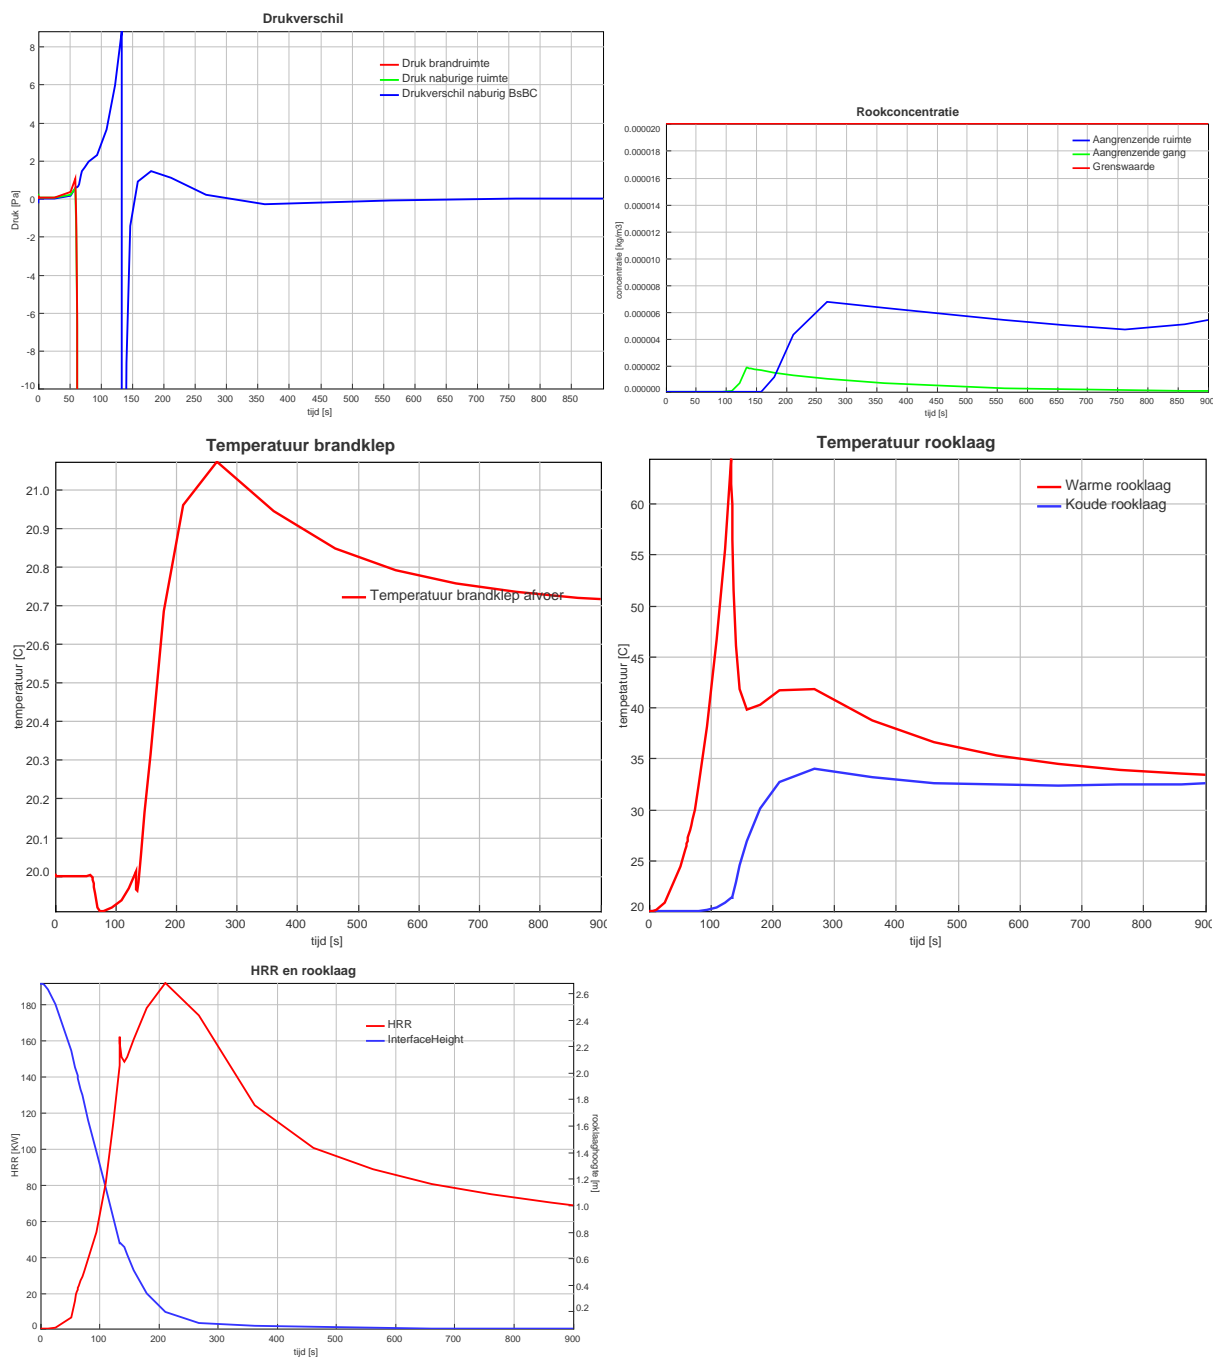 Drukverschil
8
6
4
2
0
-2
-4
-6
-8
-10
Druk [Pa]
Druk brandruimte
Druk naburige ruimte
Drukverschil naburig BsBC
0 50 100 150 200 250 300 350 400 450 500 550 600 650 700 750 800 850
tijd [s]
Rookconcentratie
0.000020
0.000018
0.000016
0.000014
0.000012
0.000010
0.000008
0.000006
0.000004
0.000002
0.000000
concentratie [kg/m3]
Aangrenzende ruimte
Aangrenzende gang
Grenswaarde
0 50 100 150 200 250 300 350 400 450 500 550 600 650 700 750 800 850 900
tijd [s]
Temperatuur brandklep
21.0
20.9
20.8
20.7
20.6
20.5
20.4
20.3
20.2
20.1
20.0
temperatuur [C]
Temperatuur brandklep afvoer
0 100 200 300 400 500 600 700 800 900
tijd [s]
Temperatuur rooklaag
60
55
50
45
40
35
30
25
20
tempetatuur [C]
Warme rooklaag
Koude rooklaag
0 100 200 300 400 500 600 700 800 900
tijd [s]
HRR en rooklaag
180
160
140
120
100
80
60
40
20
0
HRR [KW]
HRR
InterfaceHeight
2.6
2.4
2.2
2.0
1.8
1.6
1.4
1.2
1.0
0.8
0.6
0.4
0.2
rooklaaghoogte [m]
0 100 200 300 400 500 600 700 800 900
tijd [s]